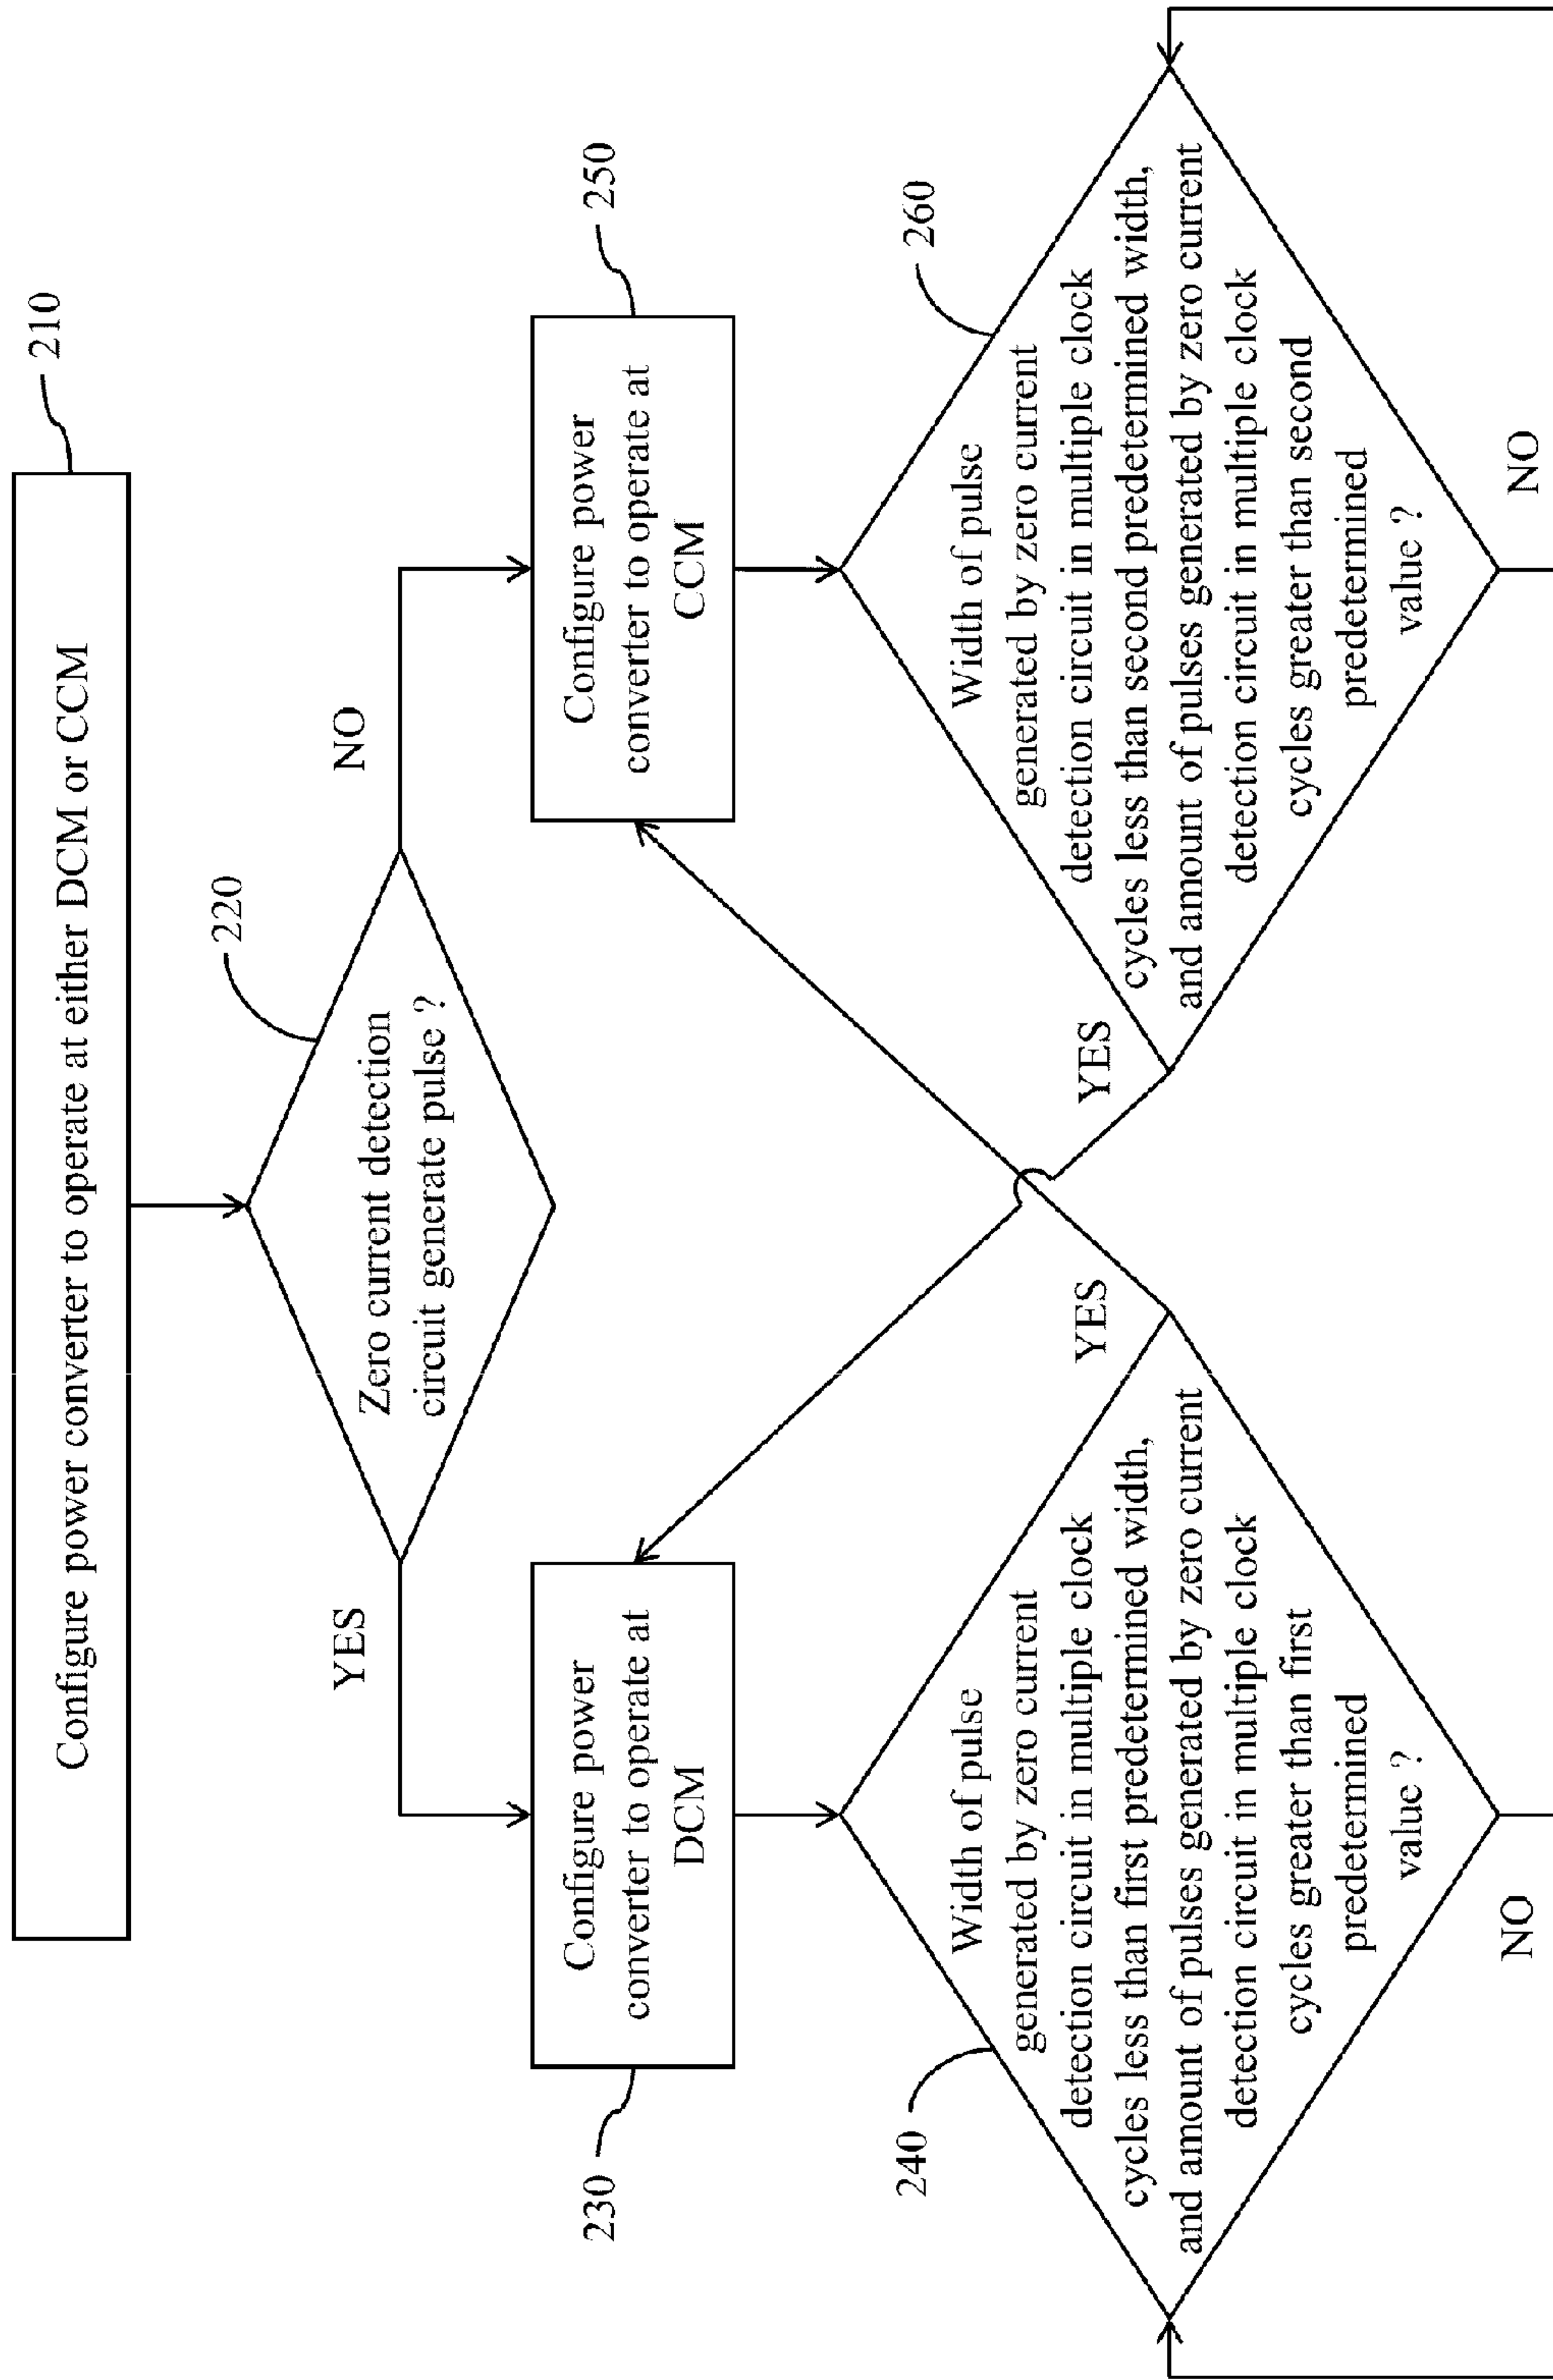 Configure power converter to operate at either DCM or CCM
210
220
Zero current detection
circuit generate pulse ?
YES
NO
Configure power
converter to operate at
DCM
230
Configure power
converter to operate at
CCM
250
YES
YES
240
Width of pulse
generated by zero current
detection circuit in multiple clock
cycles less than first predetermined width,
and amount of pulses generated by zero current
detection circuit in multiple clock
cycles greater than first
predetermined
value ?
NO
260
Width of pulse
generated by zero current
detection circuit in multiple clock
cycles less than second predetermined width,
and amount of pulses generated by zero current
detection circuit in multiple clock
cycles greater than second
predetermined
value ?
NO